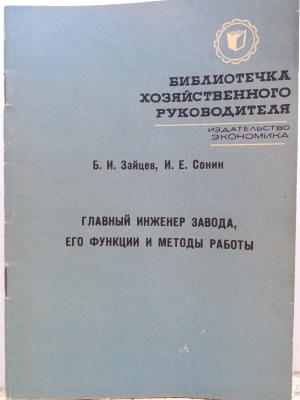 БИБЛИОТЕЧКА
ХОЗЯЙСТВЕННОГО
РУКОВОДИТЕЛЯ
ИЗДАТЕЛЬСТВО
ЭКОНОМИКА
Б. И. Зайцев, И. Е. Сонин
ГЛАВНЫЙ ИНЖЕНЕР ЗАВОДА,
ЕГО ФУНКЦИИ И МЕТОДЫ РАБОТЫ